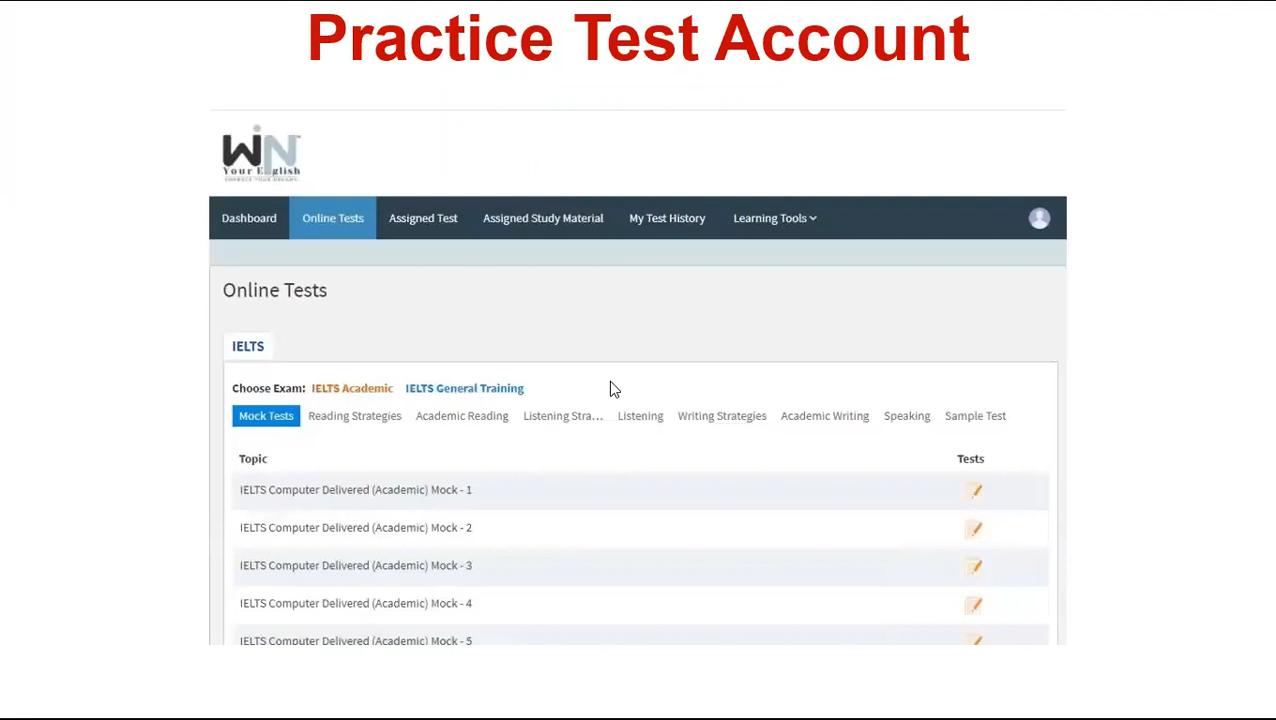 Practice Test Account
WiN
Your English
Dashboard Online Tests Assigned Test Assigned Study Material My Test History Learning Tools
Online Tests
IELTS
Choose Exam: IELTS Academic IELTS General Training
Mock Tests Reading Strategies Academic Reading Listening Stra... Listening Writing Strategies Academic Writing Speaking Sample Test
Topic Tests
IELTS Computer Delivered (Academic) Mock - 1
IELTS Computer Delivered (Academic) Mock - 2
IELTS Computer Delivered (Academic) Mock - 3
IELTS Computer Delivered (Academic) Mock - 4
IELTS Computer Delivered (Academic) Mock - 5